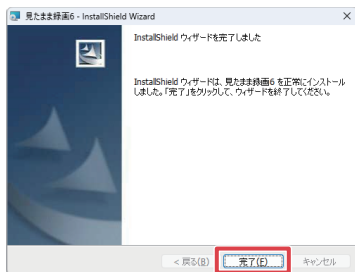 見たまま録画6 - InstallShield Wizard
InstallShield ウィザードを完了しました
InstallShield ウィザードは、見たまま録画6 を正常にインストール
しました。「完了」をクリックして、ウィザードを終了してください。
< 戻る(B)
完了(F)
キャンセル